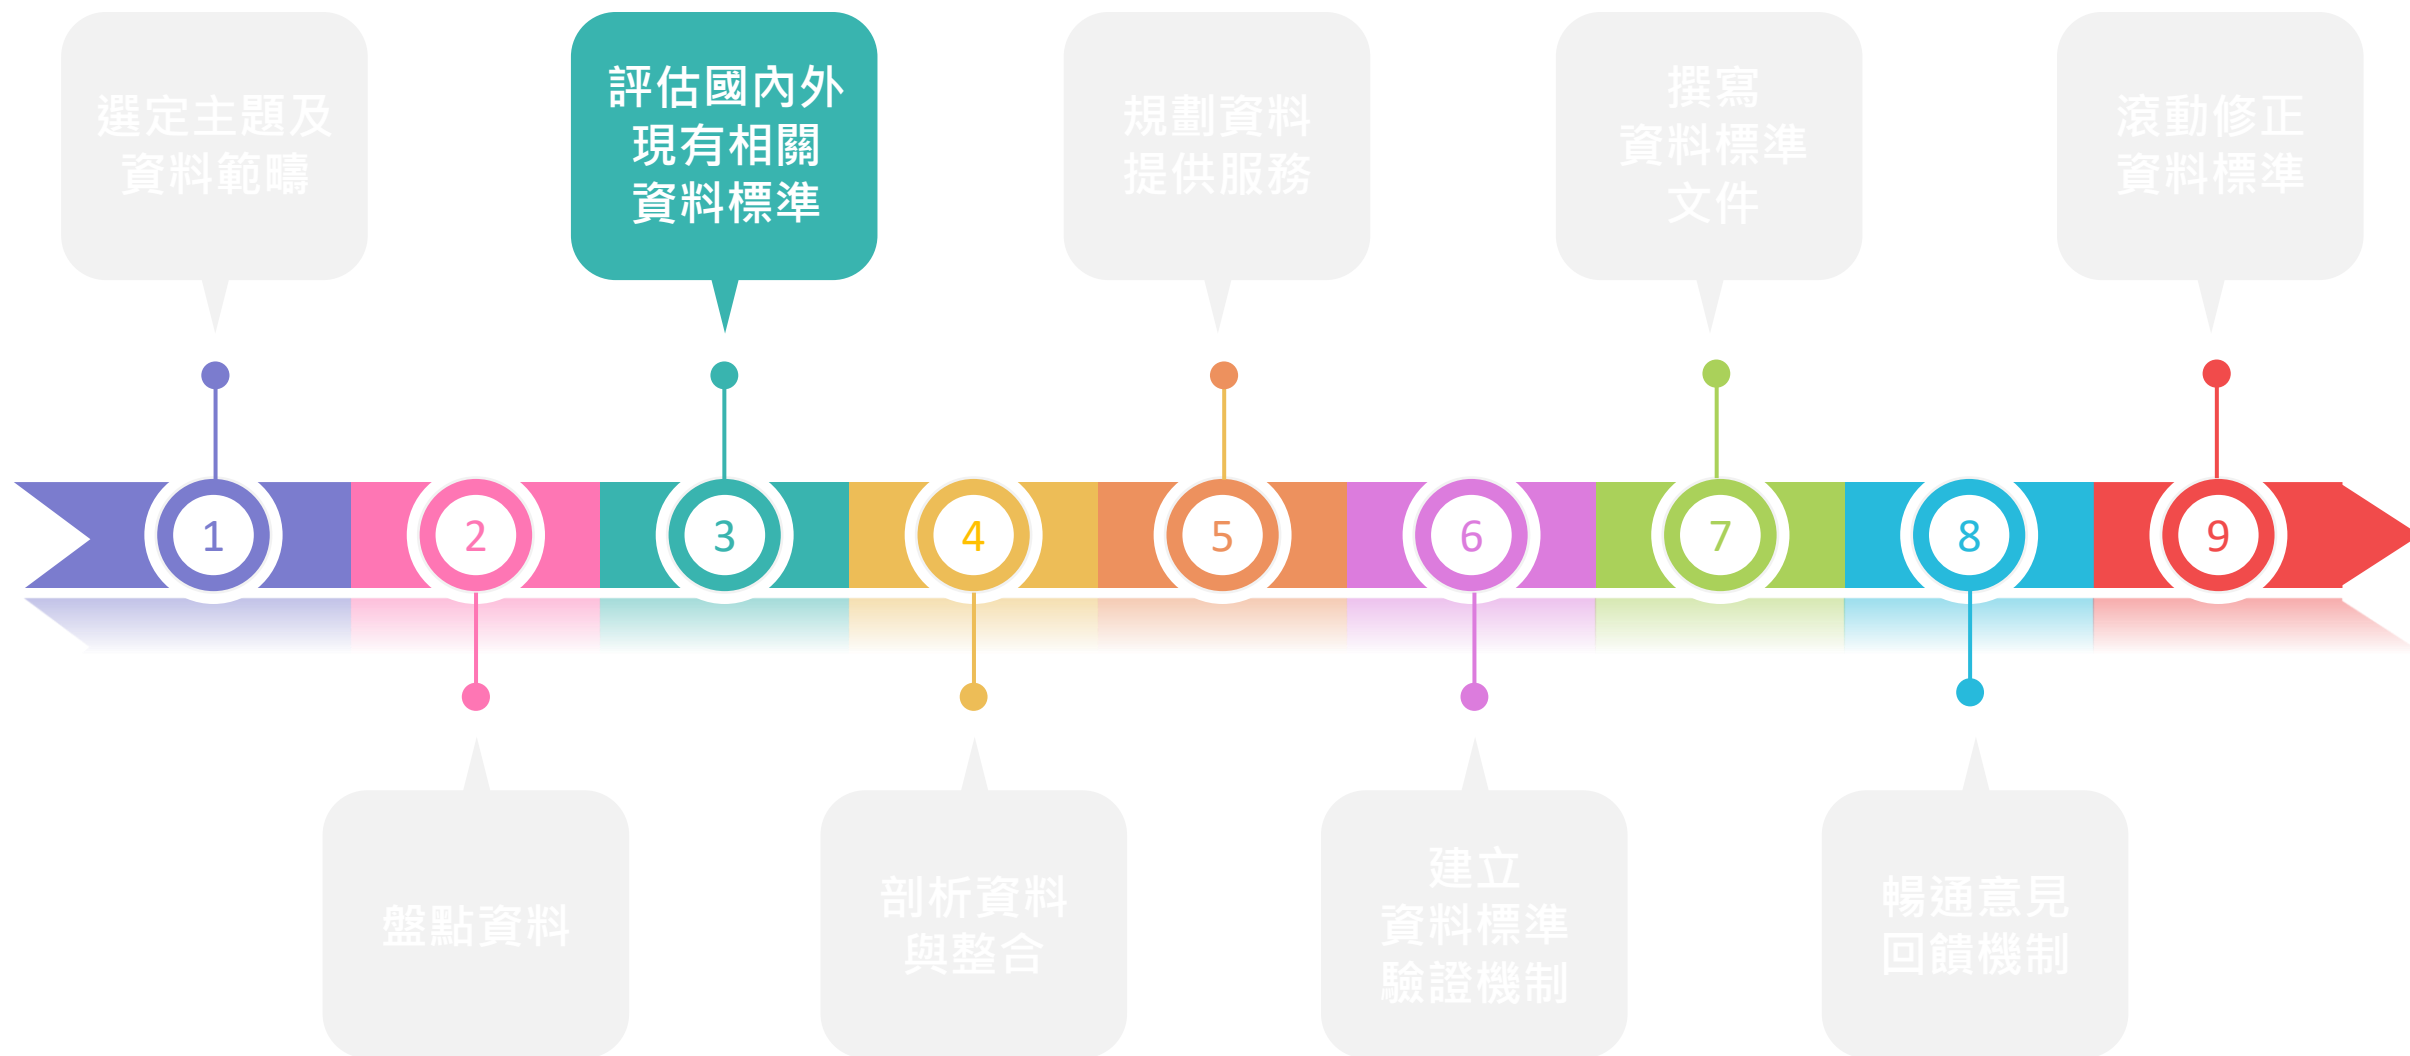 選定主題及
資料範疇
評估國內外
現有相關
資料標準
規劃資料
提供服務
撰寫
資料標準
文件
滾動修正
資料標準
1
2
3
4
5
6
7
8
9
盤點資料
剖析資料
與整合
建立
資料標準
驗證機制
暢通意見
回饋機制